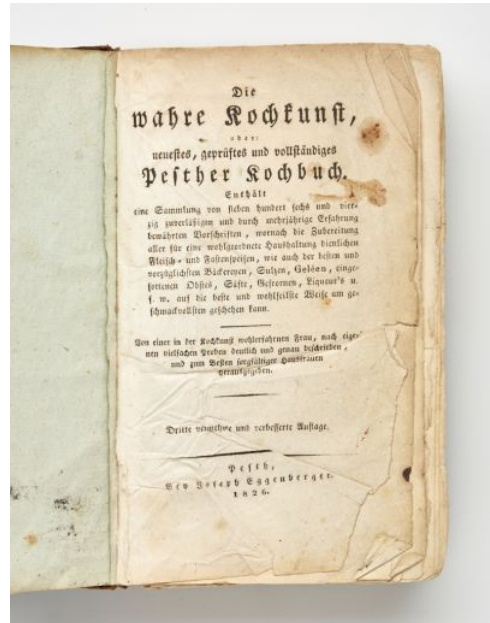 Die
wahre Kochkunst,
oder:
neuestes, geprüftes und vollständiges
Pesther Kochbuch.
Enthält
eine Sammlung von sieben hundert sechs und vier-
zig zuverläßigen und durch mehrjährige Erfahrung
bewährten Vorschriften, wornach die Zubereitung
aller für eine wohlgeordnete Haushaltung dienlichen
Fleisch- und Fastenspeisen, wie auch der besten und
vorzüglichsten Bäckereyen, Sulzen, Geléen, einge-
sottenen Obstes, Säfte, Gefrornen, Liqueur's u.
s. w. auf die beste und wohlfeilste Weise am ge-
schmackvollsten geschehen kann.
Von einer in der Kochkunst wohlerfahrnen Frau, nach eige-
nen vielfachen Proben deutlich und genau beschrieben,
und zum Besten sorgfältiger Hausfrauen
herausgegeben.
Dritte vermehrte und verbesserte Auflage.
Pesth,
Bey Joseph Eggenberger.
1826.